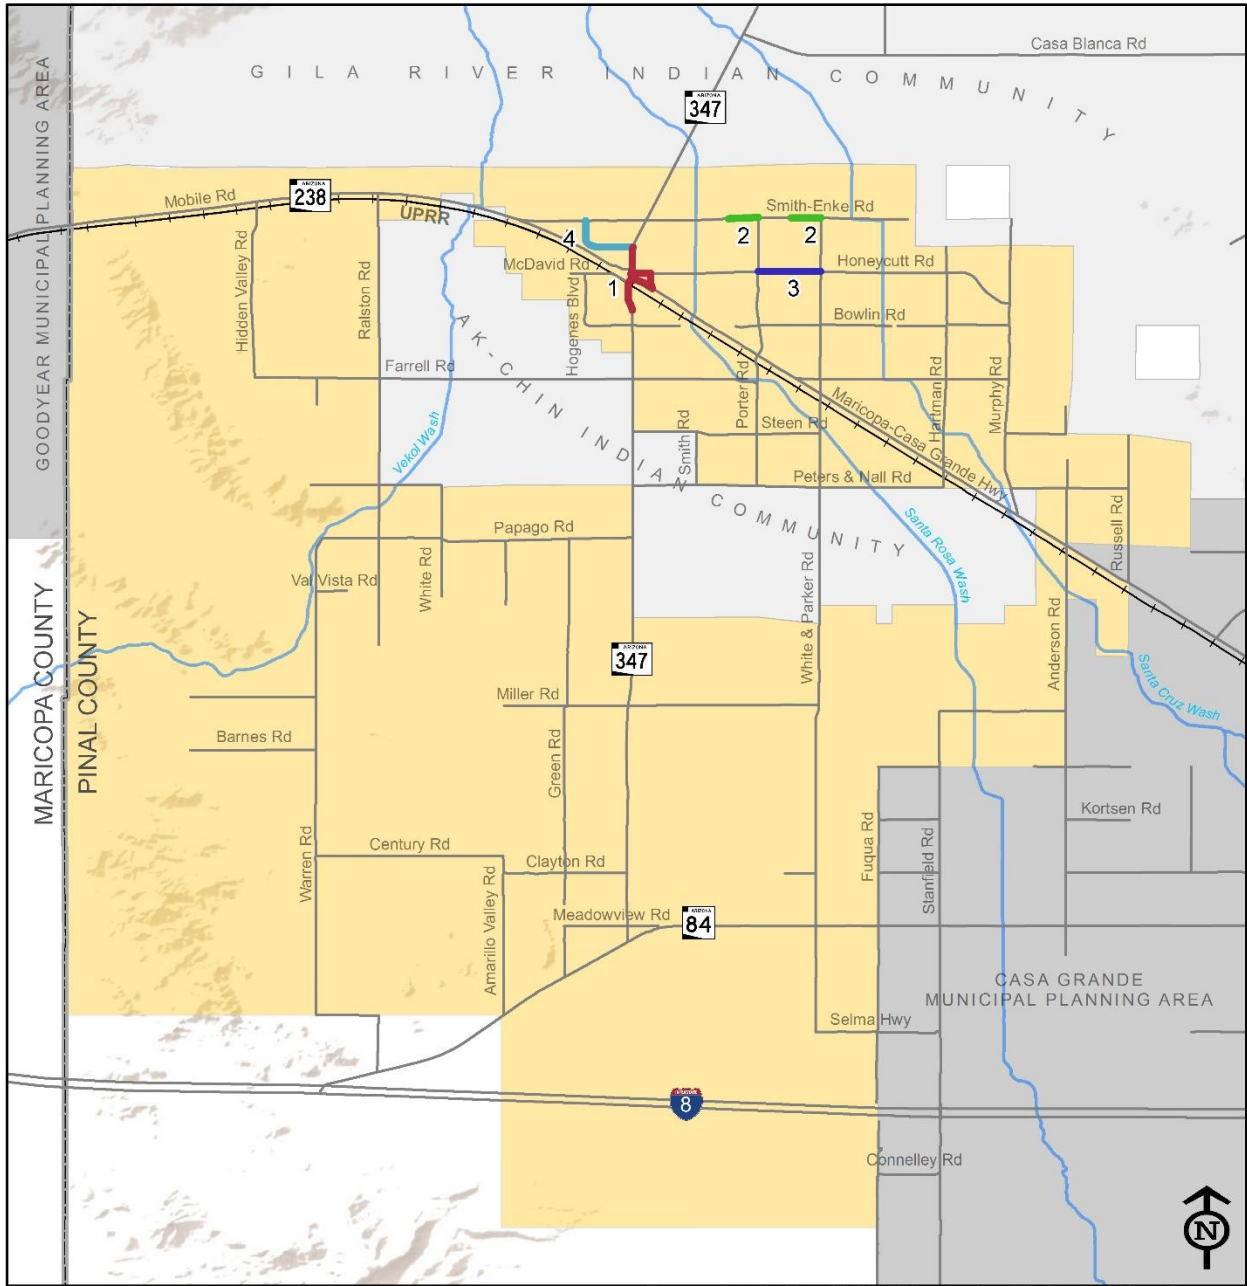 Casa Blanca Rd
GILA RIVER INDIAN COMMUNITY
ARIZONA
347
GOODYEAR MUNICIPAL PLANNING AREA
Mobile Rd
ARIZONA
238
UPRR
Smith-Enke Rd
2
2
4
McDavid Rd
Honeycutt Rd
1
3
Hidden Valley Rd
Ralston Rd
Hogenes Blvd
Bowlin Rd
AK-CHIN INDIAN COMMUNITY
Farrell Rd
Porter Rd
Hartman Rd
Murphy Rd
Maricopa-Casa Grande Hwy
Vekol Wash
Smith Rd
Steen Rd
Peters & Nall Rd
Santa Rosa Wash
Russell Rd
Papago Rd
Val Vista Rd
White Rd
White & Parker Rd
Anderson Rd
MARICOPA COUNTY
PINAL COUNTY
ARIZONA
347
Santa Cruz Wash
Miller Rd
Barnes Rd
Green Rd
Kortsen Rd
Warren Rd
Century Rd
Clayton Rd
Fuqua Rd
Stanfield Rd
Amarillo Valley Rd
Meadowview Rd
ARIZONA
84
CASA GRANDE
MUNICIPAL PLANNING AREA
Selma Hwy
INTERSTATE
8
Connelley Rd
N